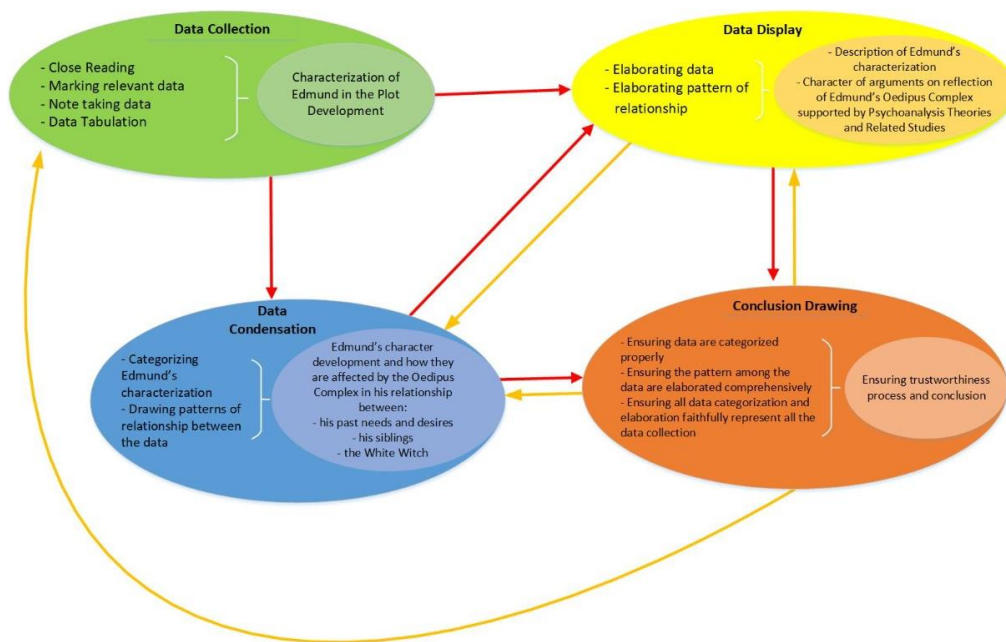 Data Collection
- Close Reading
- Marking relevant data
- Note taking data
- Data Tabulation
Characterization of
Edmund in the Plot
Development
Data Display
- Elaborating data
- Elaborating pattern of
relationship
- Description of Edmund’s
characterization
- Character of arguments on reflection
of Edmund’s Oedipus Complex
supported by Psychoanalysis Theories
and Related Studies
Data
Condensation
- Categorizing
Edmund’s
characterization
- Drawing patterns of
relationship between
the data
Edmund’s character
development and how they
are affected by the Oedipus
Complex in his relationship
between:
- his past needs and desires
- his siblings
- the White Witch
Conclusion Drawing
- Ensuring data are categorized
properly
- Ensuring the pattern among the
data are elaborated comprehensively
- Ensuring all data categorization and
elaboration faithfully represent all the
data collection
Ensuring trustworthiness
process and conclusion